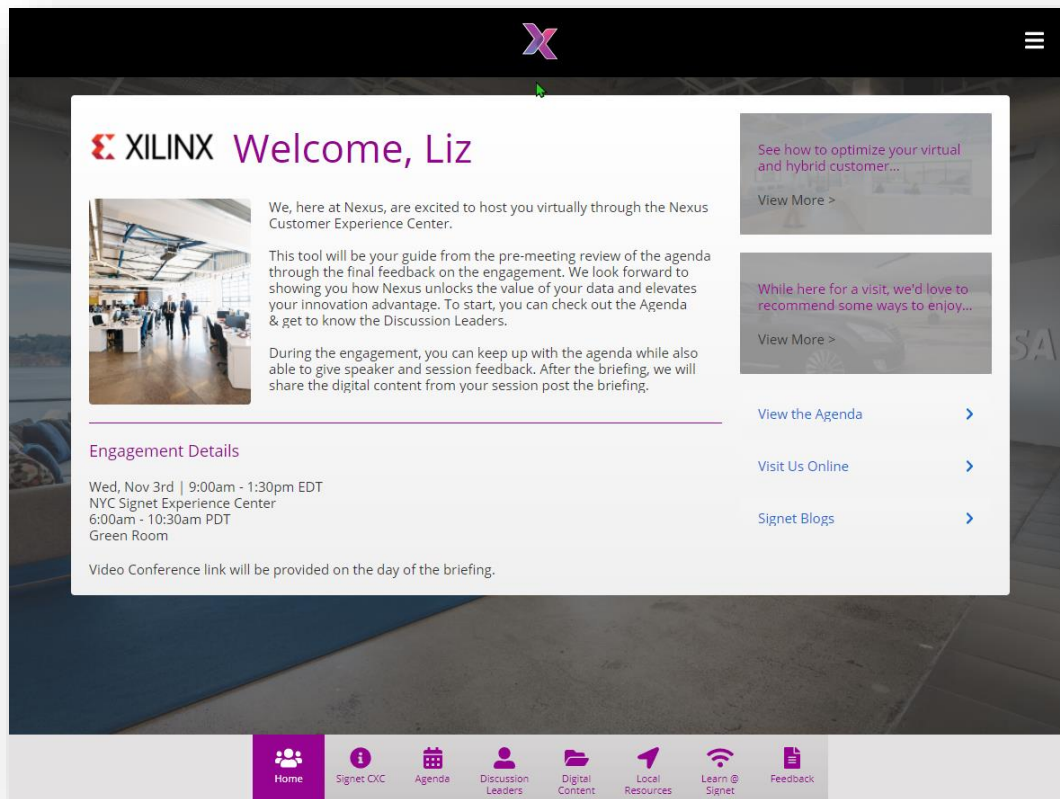 XILINX Welcome, Liz
We, here at Nexus, are excited to host you virtually through the Nexus
Customer Experience Center.
This tool will be your guide from the pre-meeting review of the agenda
through the final feedback on the engagement. We look forward to
showing you how Nexus unlocks the value of your data and elevates
your innovation advantage. To start, you can check out the Agenda
& get to know the Discussion Leaders.
During the engagement, you can keep up with the agenda while also
able to give speaker and session feedback. After the briefing, we will
share the digital content from your session post the briefing.
Engagement Details
Wed, Nov 3rd | 9:00am - 1:30pm EDT
NYC Signet Experience Center
6:00am - 10:30am PDT
Green Room
Video Conference link will be provided on the day of the briefing.
See how to optimize your virtual
and hybrid customer...
View More >
While here for a visit, we'd love to
recommend some ways to enjoy...
View More >
View the Agenda
Visit Us Online
Signet Blogs
SA
Home
Signet CXC
Agenda
Discussion
Leaders
Digital
Content
Local
Resources
Learn @
Signet
Feedback